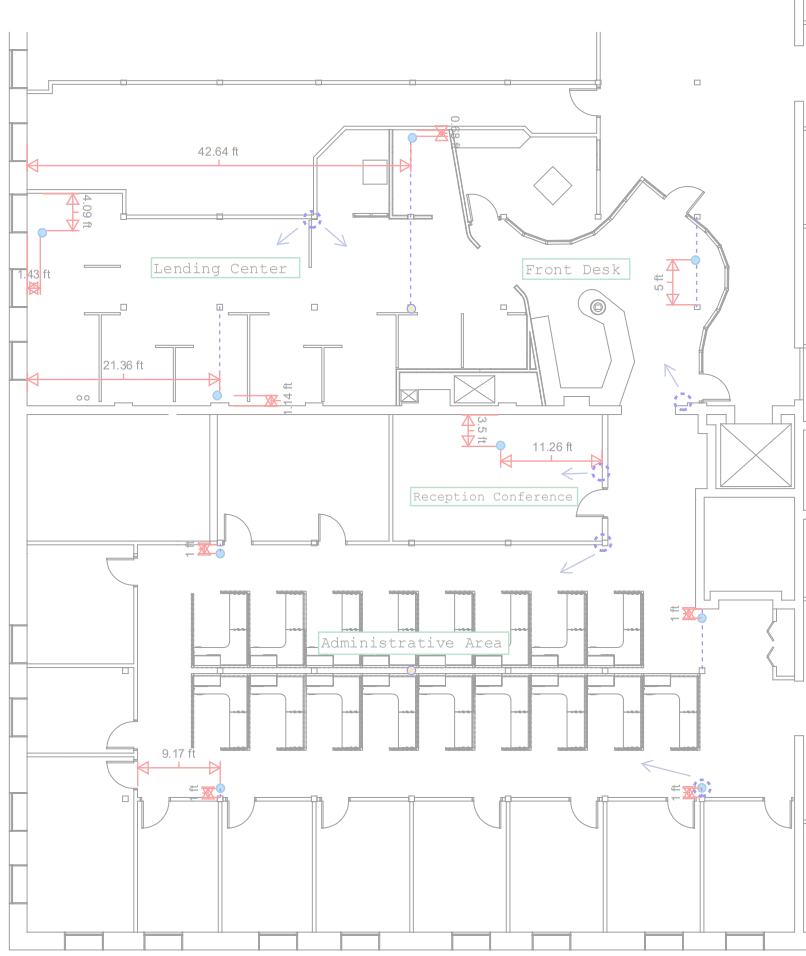 0.68 ft
42.64 ft
4.09 ft
Lending Center
Front Desk
1.43 ft
5 ft
21.36 ft
1.14 ft
3.5 ft
11.26 ft
Reception Conference
1 ft
1 ft
Administrative Area
9.17 ft
1 ft
1 ft